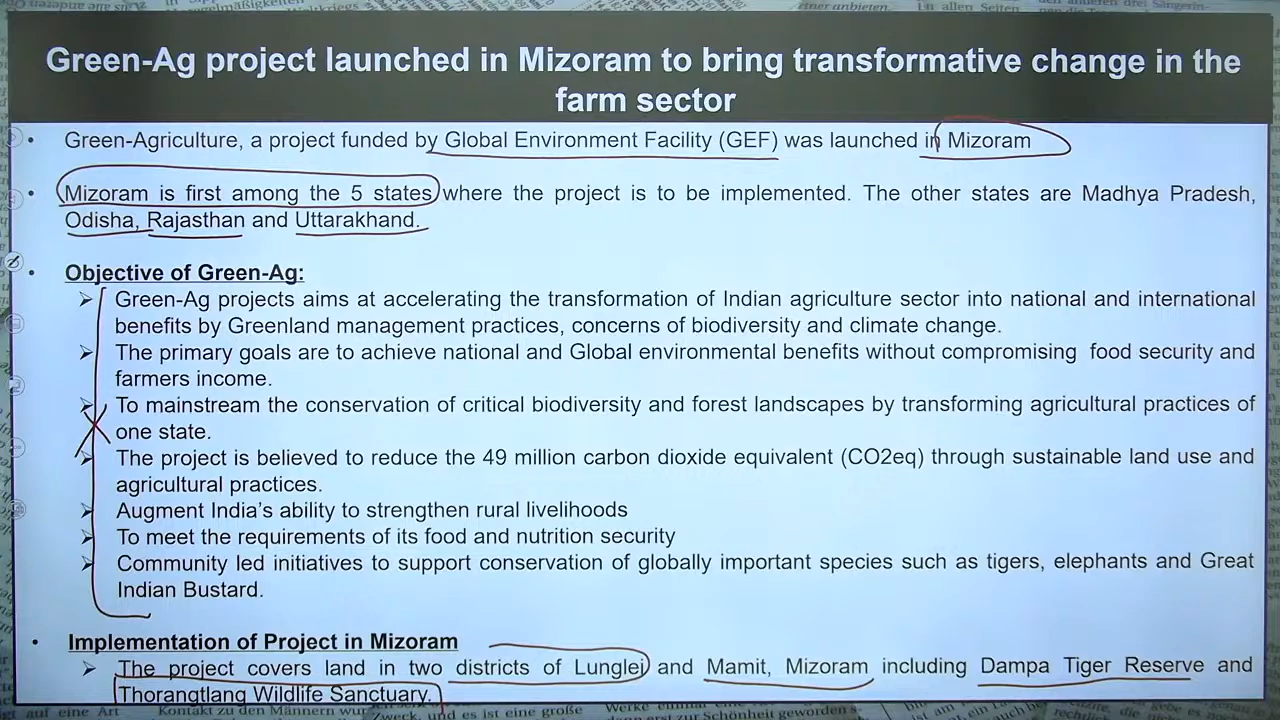 Green-Ag project launched in Mizoram to bring transformative change in the
farm sector
• Green-Agriculture, a project funded by Global Environment Facility (GEF) was launched in Mizoram
• Mizoram is first among the 5 states where the project is to be implemented. The other states are Madhya Pradesh,
Odisha, Rajasthan and Uttarakhand.
• Objective of Green-Ag:
➢ Green-Ag projects aims at accelerating the transformation of Indian agriculture sector into national and international
benefits by Greenland management practices, concerns of biodiversity and climate change.
➢ The primary goals are to achieve national and Global environmental benefits without compromising food security and
farmers income.
➢ To mainstream the conservation of critical biodiversity and forest landscapes by transforming agricultural practices of
one state.
➢ The project is believed to reduce the 49 million carbon dioxide equivalent (CO2eq) through sustainable land use and
agricultural practices.
➢ Augment India's ability to strengthen rural livelihoods
➢ To meet the requirements of its food and nutrition security
➢ Community led initiatives to support conservation of globally important species such as tigers, elephants and Great
Indian Bustard.
• Implementation of Project in Mizoram
➢ The project covers land in two districts of Lunglei and Mamit, Mizoram including Dampa Tiger Reserve and
Thorangtlang Wildlife Sanctuary.